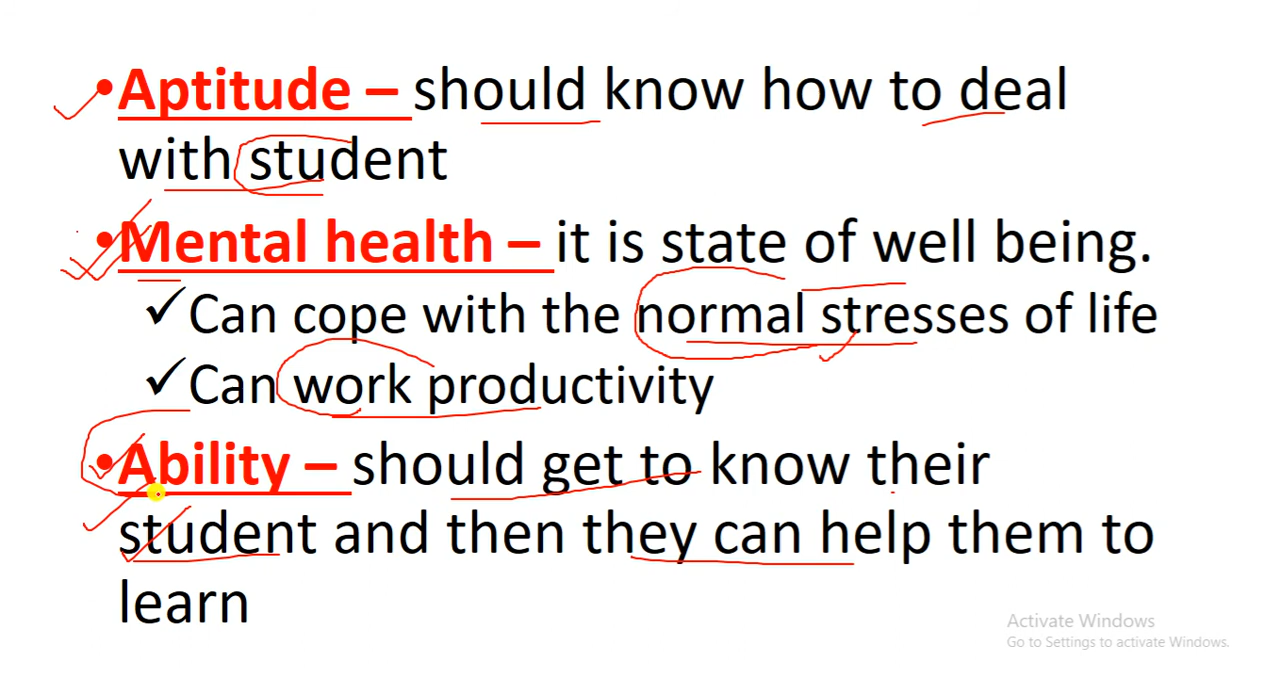 •Aptitude – should know how to deal
with student
•Mental health – it is state of well being.
✓Can cope with the normal stresses of life
✓Can work productivity
•Ability – should get to know their
student and then they can help them to
learn
Activate Windows
Go to Settings to activate Windows.